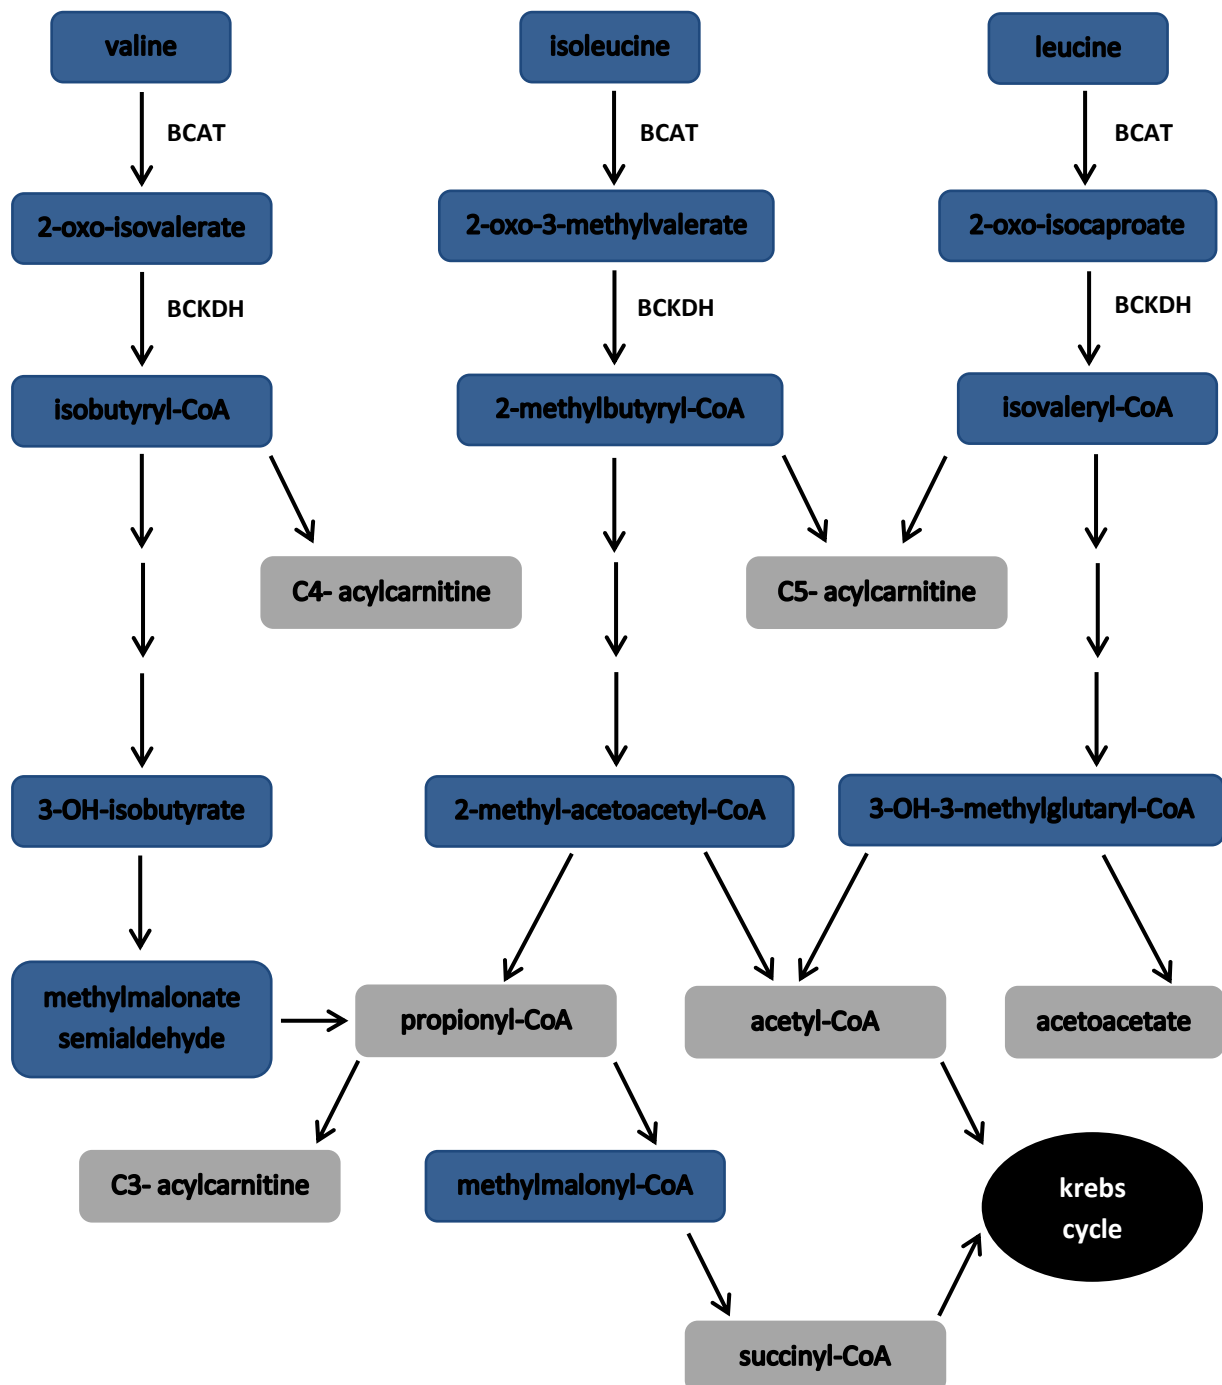 valine
isoleucine
leucine
BCAT
BCAT
BCAT
2-oxo-isovalerate
2-oxo-3-methylvalerate
2-oxo-isocaproate
BCKDH
BCKDH
BCKDH
isobutyryl-CoA
2-methylbutyryl-CoA
isovaleryl-CoA
C4- acylcarnitine
C5- acylcarnitine
3-OH-isobutyrate
2-methyl-acetoacetyl-CoA
3-OH-3-methylglutaryl-CoA
methylmalonate
semialdehyde
propionyl-CoA
acetyl-CoA
acetoacetate
C3- acylcarnitine
methylmalonyl-CoA
krebs
cycle
succinyl-CoA